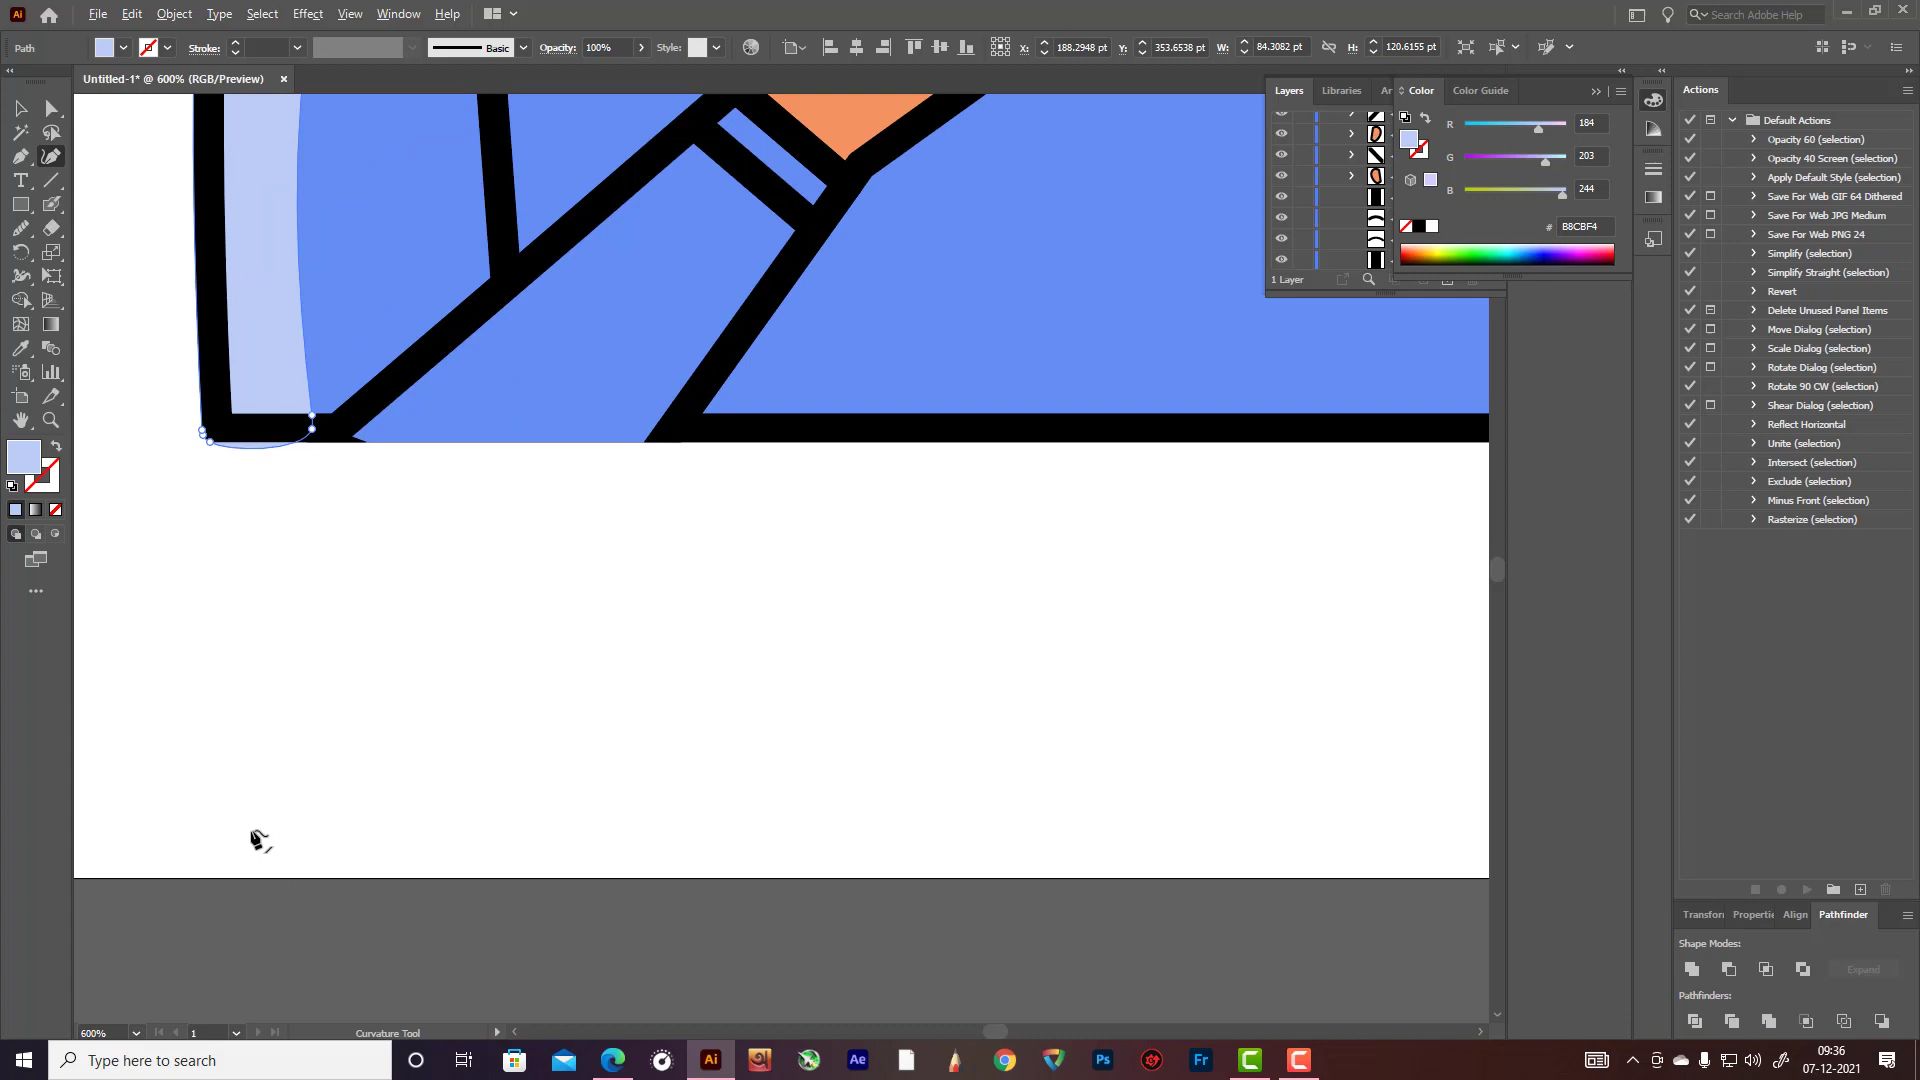 Ai File Edit Object Type Select Effect View Window Help Search Adobe Help
Path Stroke: Basic Opacity: 100% Style: X: 188.2948 pt Y: 353.6538 pt W: 84.3082 pt H: 120.6155 pt
Untitled-1* @ 600% (RGB/Preview)
Layers Libraries Ar
1 Layer
Color Color Guide
R 184
G 203
B 244
# B8CBF4
Actions
Default Actions
Opacity 60 (selection)
Opacity 40 Screen (selection)
Apply Default Style (selection)
Save For Web GIF 64 Dithered
Save For Web JPG Medium
Save For Web PNG 24
Simplify (selection)
Simplify Straight (selection)
Revert
Delete Unused Panel Items
Move Dialog (selection)
Scale Dialog (selection)
Rotate Dialog (selection)
Rotate 90 CW (selection)
Shear Dialog (selection)
Reflect Horizontal
Unite (selection)
Intersect (selection)
Exclude (selection)
Minus Front (selection)
Rasterize (selection)
Transforn Propertie Align Pathfinder
Shape Modes:
Expand
Pathfinders:
600% 1 Curvature Tool
Type here to search
Ai Ae Ps Fr
09:36
07-12-2021